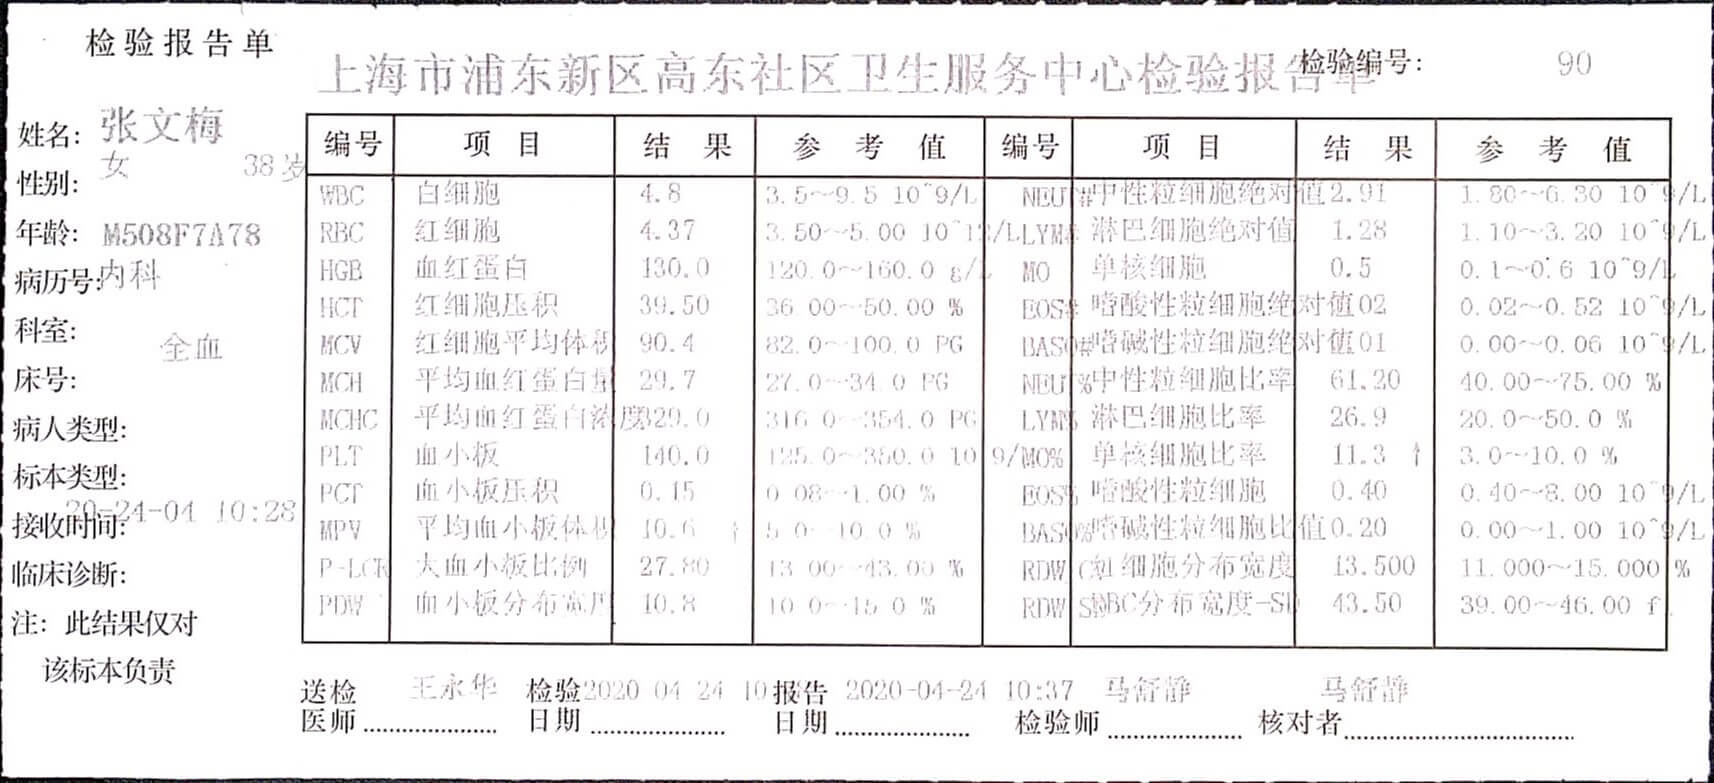 检验报告单
上海市浦东新区高东社区卫生服务中心检验报告单
检验编号: 90
姓名: 张文梅
女 38岁
性别:
年龄: M508F7A78
病历号: 内科
科室:
全血
床号:
病人类型:
标本类型:
20-24-04 10:28
接收时间:
临床诊断:
注: 此结果仅对
该标本负责
编号 项目 结果 参考值 编号 项目 结果 参考值
WBC 白细胞 4.8 3.5~9.5 10^9/L NEUT# 中性粒细胞绝对值 2.91 1.80~6.30 10^9/L
RBC 红细胞 4.37 3.50~5.00 10^12/L LYM# 淋巴细胞绝对值 1.28 1.10~3.20 10^9/L
HGB 血红蛋白 130.0 120.0~160.0 g/L MO 单核细胞 0.5 0.1~0.6 10^9/L
HCT 红细胞压积 39.50 36.00~50.00 % EOS# 嗜酸性粒细胞绝对值 02 0.02~0.52 10^9/L
MCV 红细胞平均体积 90.4 82.0~100.0 PG BASO# 嗜碱性粒细胞绝对值 01 0.00~0.06 10^9/L
MCH 平均血红蛋白量 29.7 27.0~34.0 PG NEUT% 中性粒细胞比率 61.20 40.00~75.00 %
MCHC 平均血红蛋白浓度 329.0 316.0~354.0 PG LYM% 淋巴细胞比率 26.9 20.0~50.0 %
PLT 血小板 140.0 125.0~350.0 10^9/ MO% 单核细胞比率 11.3 ↑ 3.0~10.0 %
PCT 血小板压积 0.15 0.08~1.00 % EOS% 嗜酸性粒细胞 0.40 0.40~8.00 10^9/L
MPV 平均血小板体积 10.6 ↑ 5.0~10.0 % BASO% 嗜碱性粒细胞比值 0.20 0.00~1.00 10^9/L
P-LCR 大血小板比例 27.80 13.00~43.00 % RDW(C 红细胞分布宽度 13.500 11.000~15.000 %
PDW 血小板分布宽度 10.8 10.0~15.0 % RDW(S RBC分布宽度-SD 43.50 39.00~46.00 f
送检 王永华 检验 2020 04 24 10 报告 2020-04-24 10:37 马舒静 马舒静
医师 日期 日期 检验师 核对者